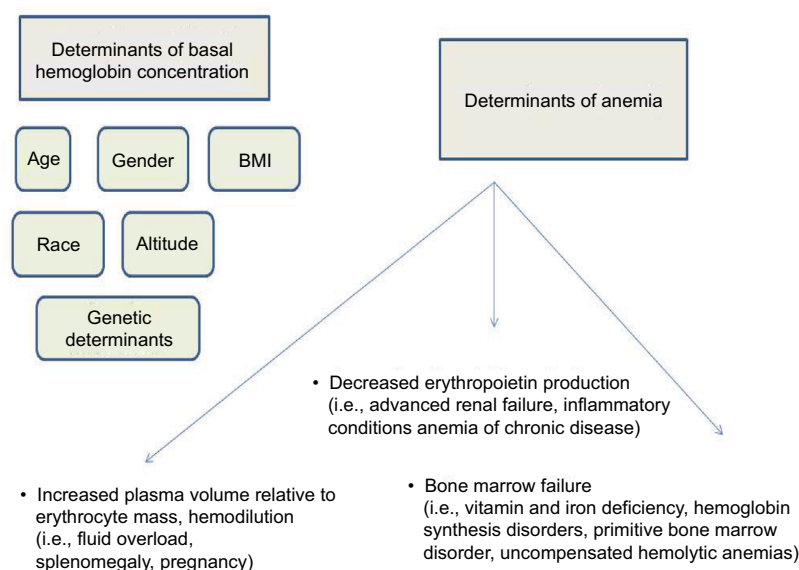 Determinants of basal
hemoglobin concentration
Determinants of anemia
Age
Gender
BMI
Race
Altitude
Genetic
determinants
• Decreased erythropoietin production
(i.e., advanced renal failure, inflammatory
conditions anemia of chronic disease)
• Increased plasma volume relative to
erythrocyte mass, hemodilution
(i.e., fluid overload,
splenomegaly, pregnancy)
• Bone marrow failure
(i.e., vitamin and iron deficiency, hemoglobin
synthesis disorders, primitive bone marrow
disorder, uncompensated hemolytic anemias)